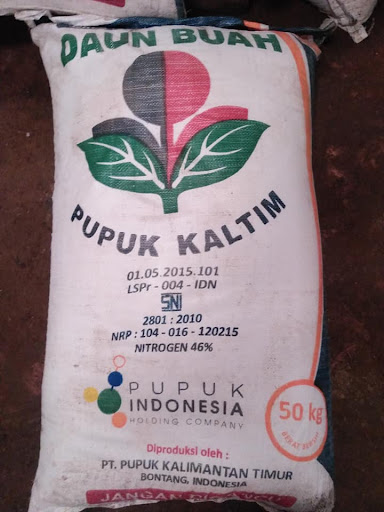 DAUN BUAH
PUPUK KALTIM
01.05.2015.101
LSPr - 004 - IDN
SNI
2801 : 2010
NRP : 104 - 016 - 120215
NITROGEN 46%
PUPUK
INDONESIA
HOLDING COMPANY
50 kg
Diproduksi oleh :
PT. PUPUK KALIMANTAN TIMUR
BONTANG, INDONESIA
JANGAN